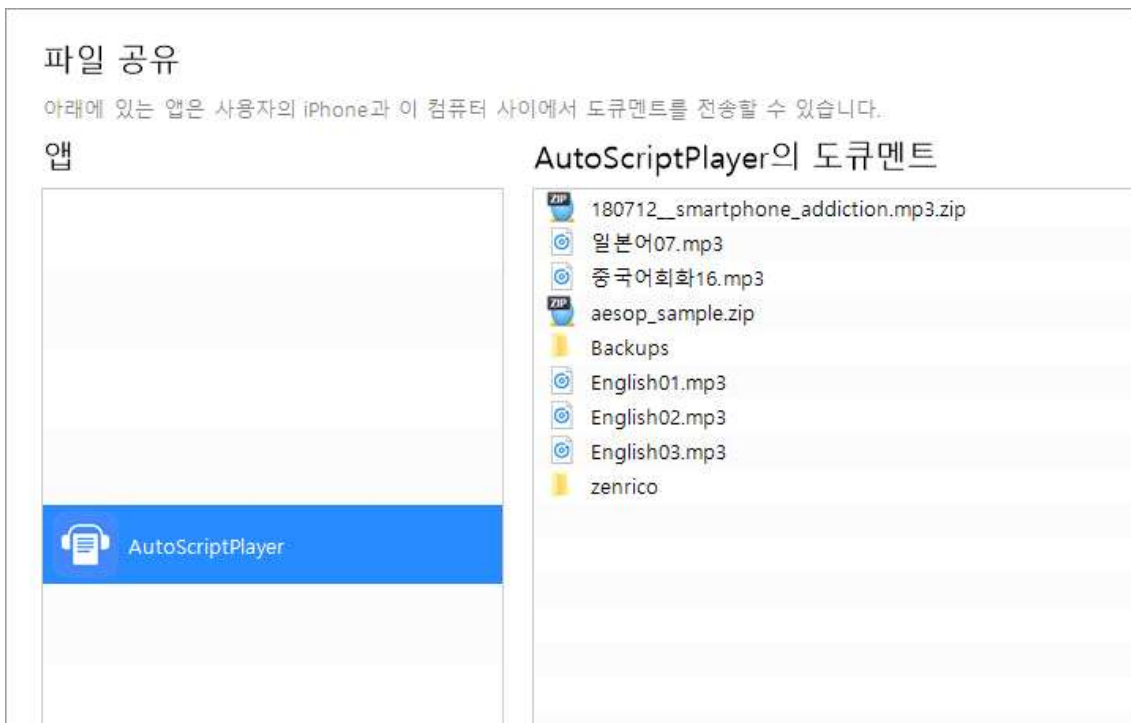 파일 공유
아래에 있는 앱은 사용자의 iPhone과 이 컴퓨터 사이에서 도큐멘트를 전송할 수 있습니다.
앱
AutoScriptPlayer의 도큐멘트
ZIP 180712__smartphone_addiction.mp3.zip
일본어07.mp3
중국어회화16.mp3
ZIP aesop_sample.zip
Backups
English01.mp3
English02.mp3
English03.mp3
zenrico
AutoScriptPlayer